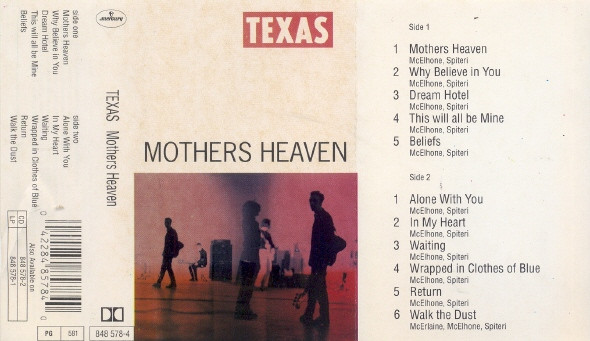 side one
Mothers Heaven
Why Believe in You
Dream Hotel
This will all be Mine
Beliefs
side two
Alone With You
In My Heart
Waiting
Wrapped in Clothes of Blue
Return
Walk the Dust
Also Available on
CD 848 578-2
LP 848 578-1
0 42284 85784 0
PG 581
mercury
TEXAS Mothers Heaven
848 578-4
TEXAS
MOTHERS HEAVEN
Side 1
1 Mothers Heaven
McElhone, Spiteri
2 Why Believe in You
McElhone, Spiteri
3 Dream Hotel
McElhone, Spiteri
4 This will all be Mine
McElhone, Spiteri
5 Beliefs
McElhone, Spiteri
Side 2
1 Alone With You
McElhone, Spiteri
2 In My Heart
McElhone, Spiteri
3 Waiting
McElhone, Spiteri
4 Wrapped in Clothes of Blue
McElhone, Spiteri
5 Return
McElhone, Spiteri
6 Walk the Dust
McErlaine, McElhone, Spiteri